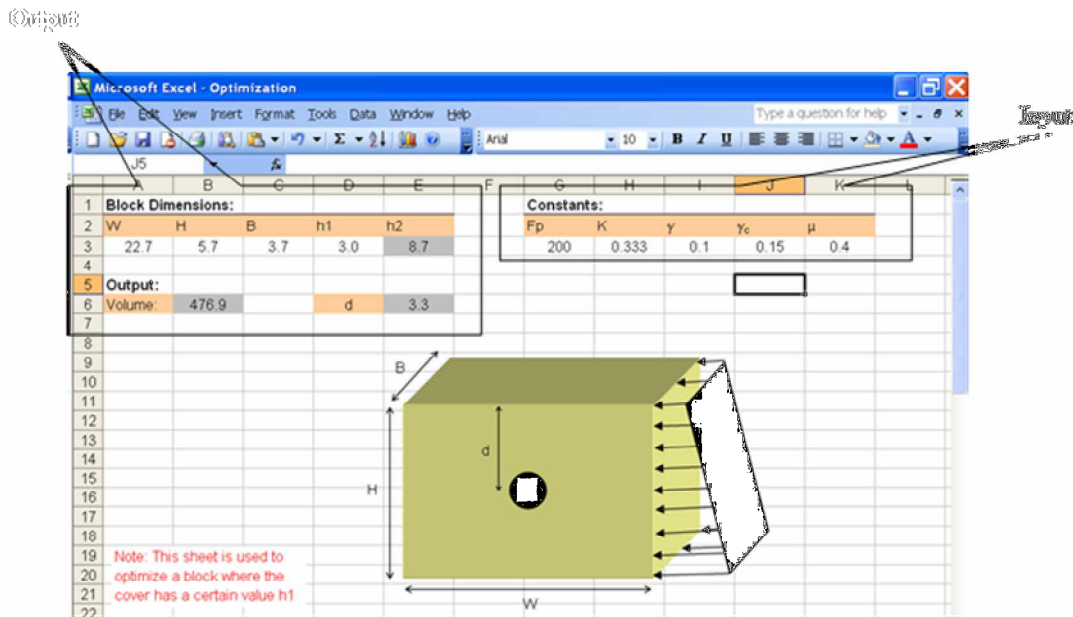 Output
Microsoft Excel - Optimization
File Edit View Insert Format Tools Data Window Help Type a question for help
Arial 10 B I U A
J5 fx
A B C D E F G H I J K L
1 Block Dimensions: Constants:
2 W H B h1 h2 Fp K γ γc μ
3 22.7 5.7 3.7 3.0 8.7 200 0.333 0.1 0.15 0.4
4
5 Output:
6 Volume: 476.9 d 3.3
7
8
9
B
10
11
12
13
d
14
15
H
16
17
18
19 Note: This sheet is used to
20 optimize a block where the
21 cover has a certain value h1
W
22